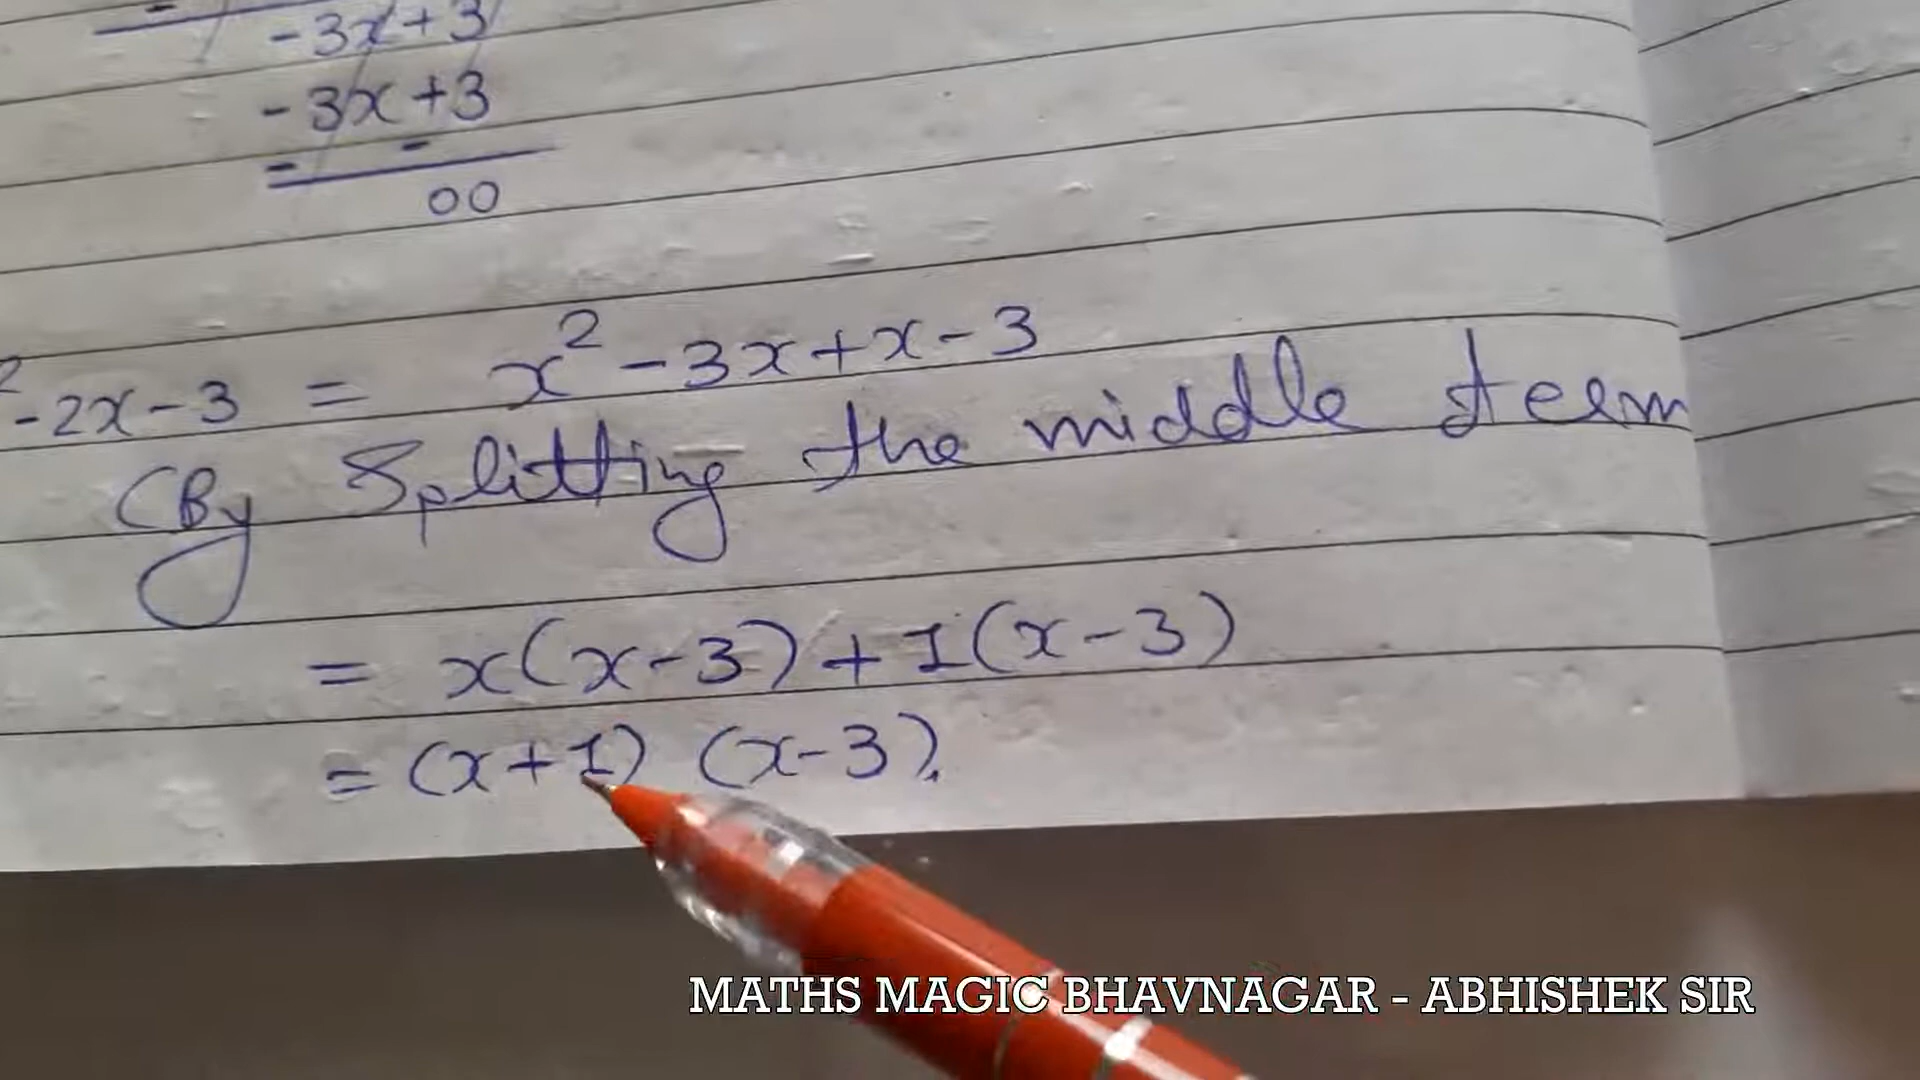 -3x+3
-3x+3
- -
00
2-2x-3 = x²-3x+x-3
(By Splitting the middle term
= x(x-3)+1(x-3)
= (x+1) (x-3).
MATHS MAGIC BHAVNAGAR - ABHISHEK SIR